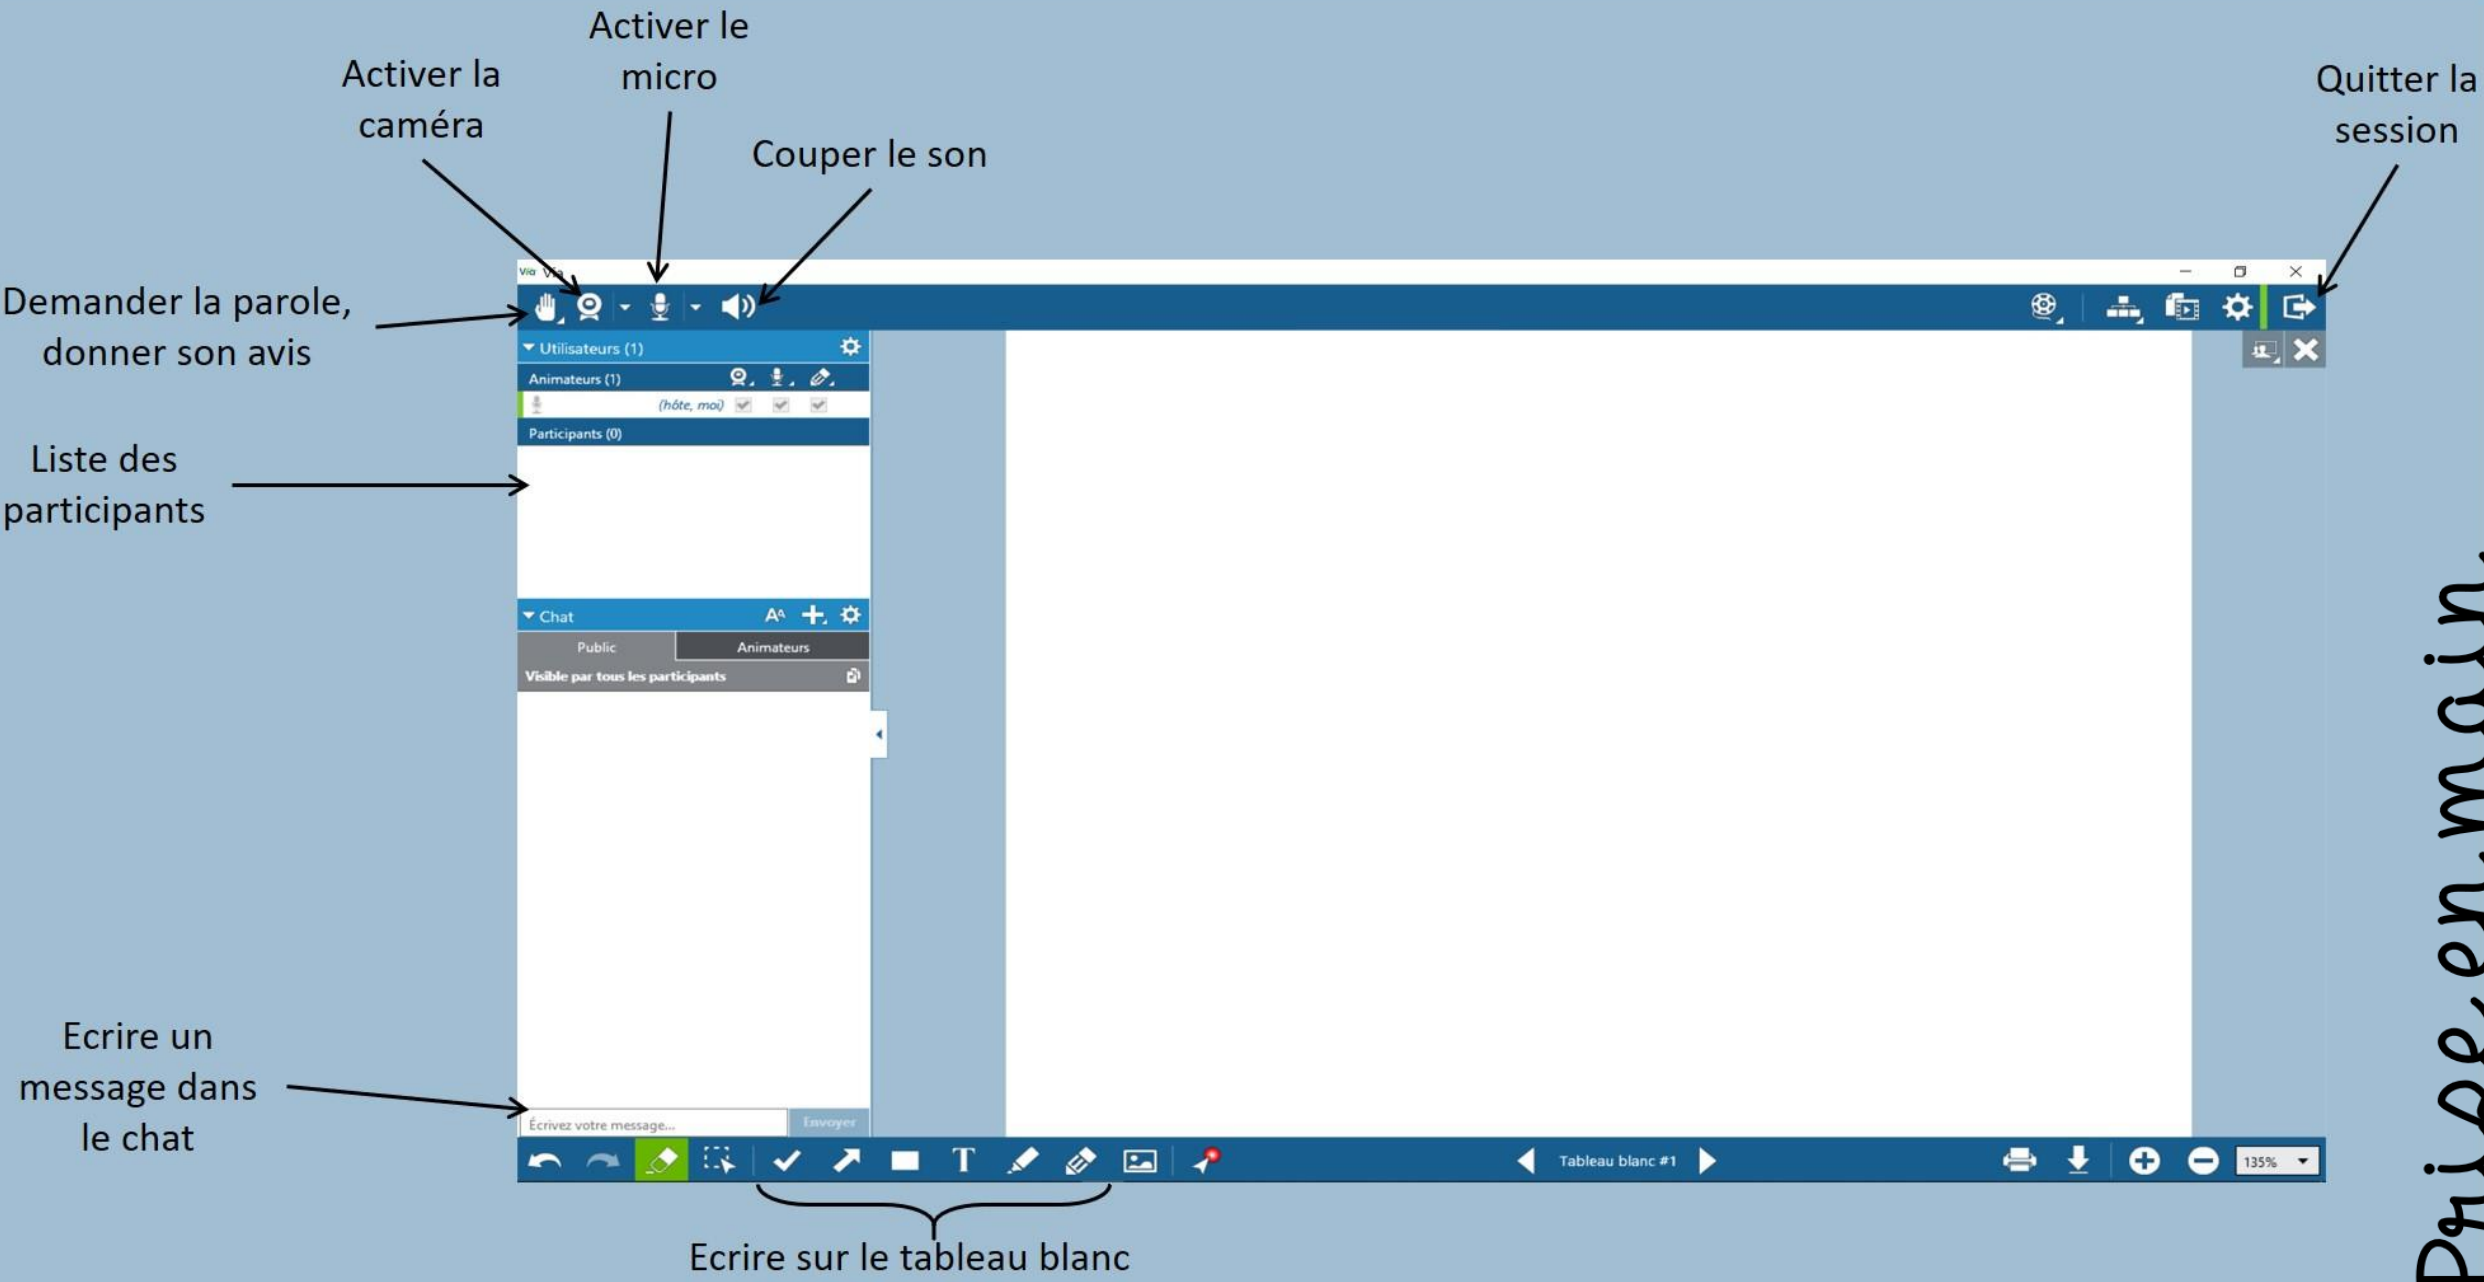 Activer le
micro
Activer la
caméra
Couper le son
Quitter la
session
Demander la parole,
donner son avis
Liste des
participants
Ecrire un
message dans
le chat
Via Via
Utilisateurs (1)
Animateurs (1)
(hôte, moi)
Participants (0)
Chat
AA
Public Animateurs
Visible par tous les participants
Écrivez votre message... Envoyer
T
Tableau blanc #1
135%
Ecrire sur le tableau blanc
Prise en main